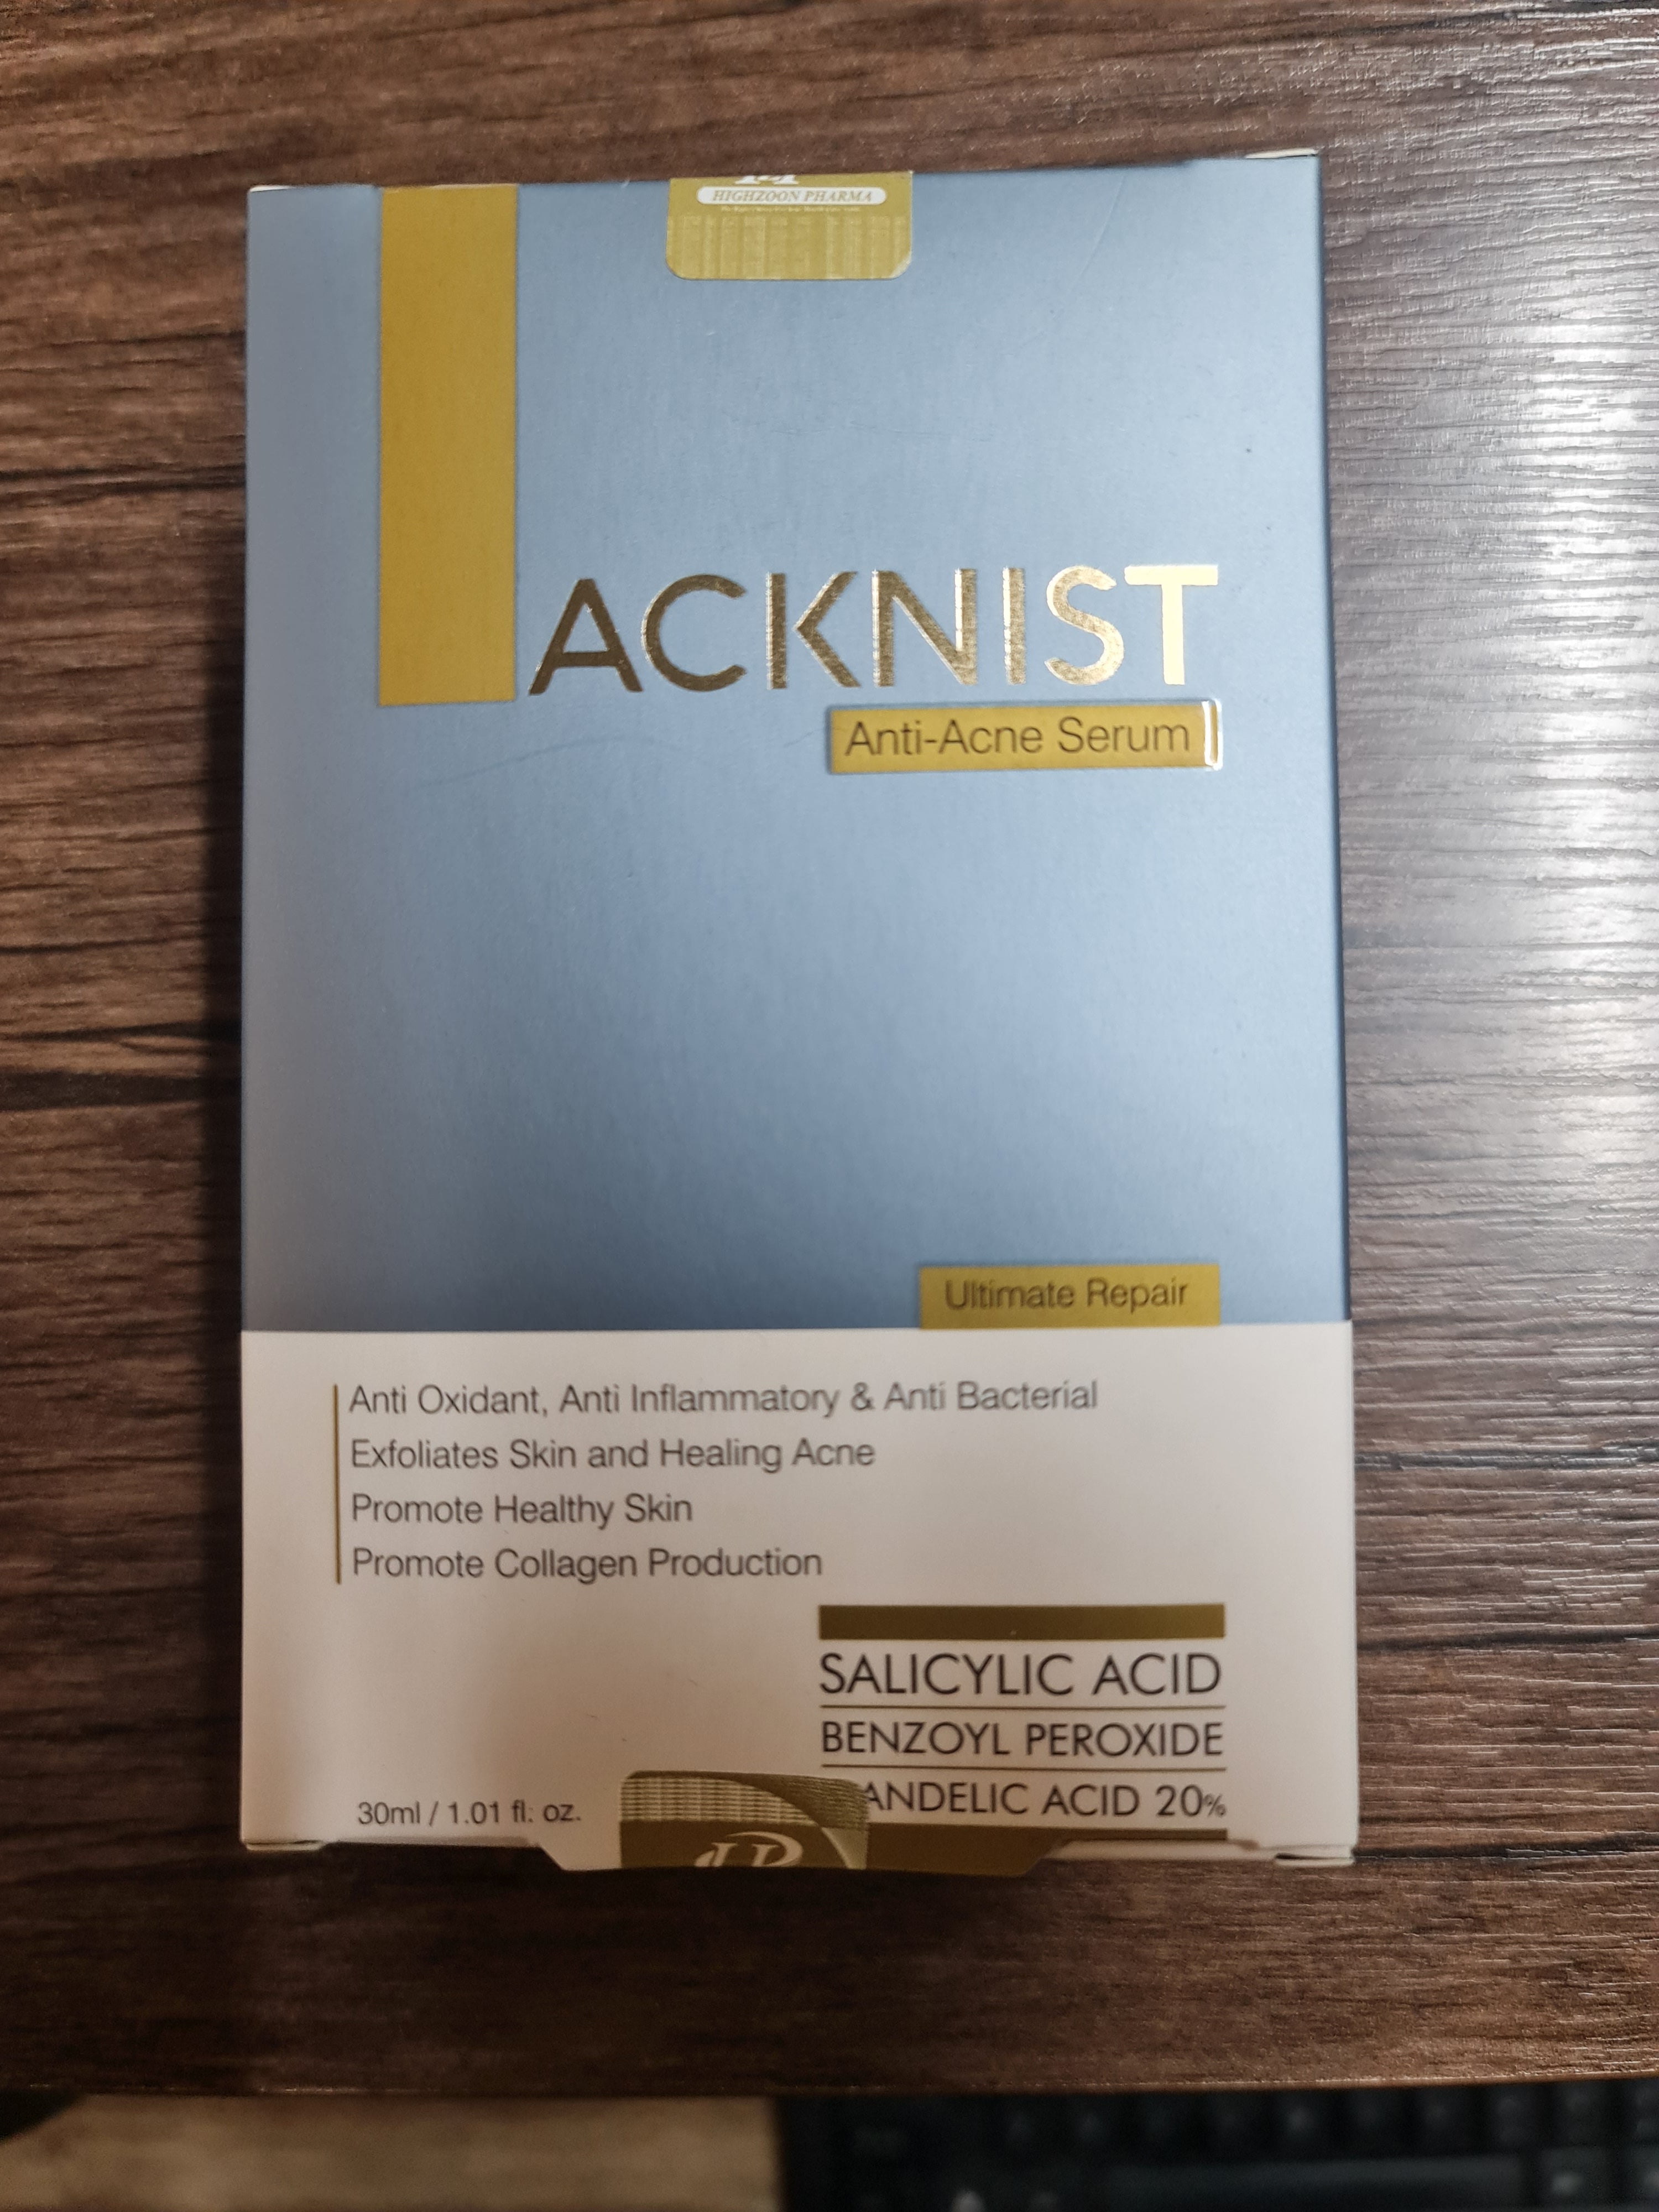 HIGHZOON PHARMA
ACKNIST
Anti-Acne Serum
Ultimate Repair
Anti Oxidant, Anti Inflammatory & Anti Bacterial
Exfoliates Skin and Healing Acne
Promote Healthy Skin
Promote Collagen Production
SALICYLIC ACID
BENZOYL PEROXIDE
ANDELIC ACID 20%
30ml / 1.01 fl: oz.